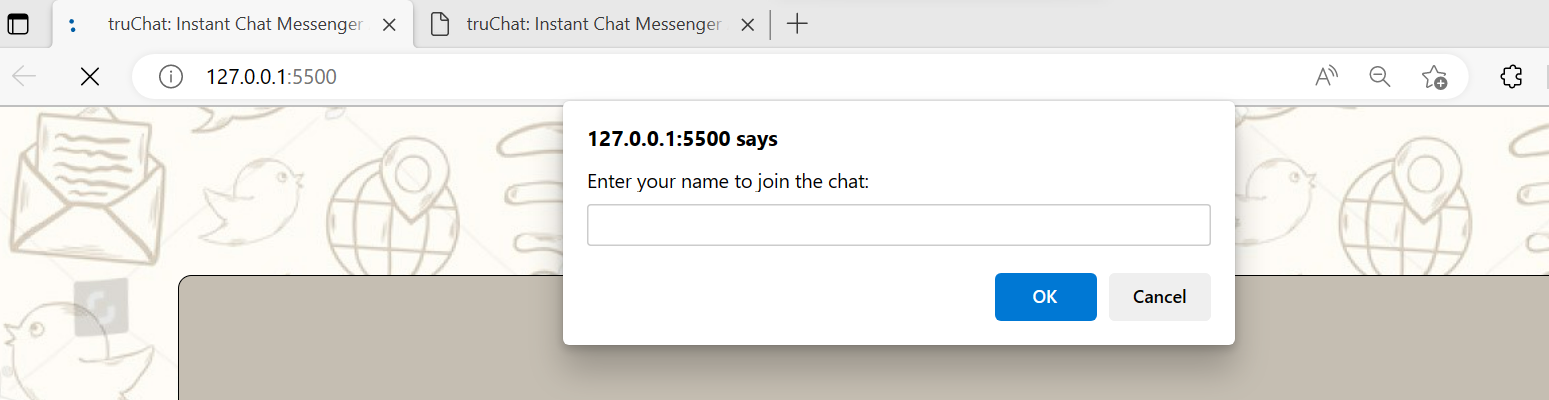 truChat: Instant Chat Messenger
truChat: Instant Chat Messenger
127.0.0.1:5500
127.0.0.1:5500 says
Enter your name to join the chat:
OK
Cancel